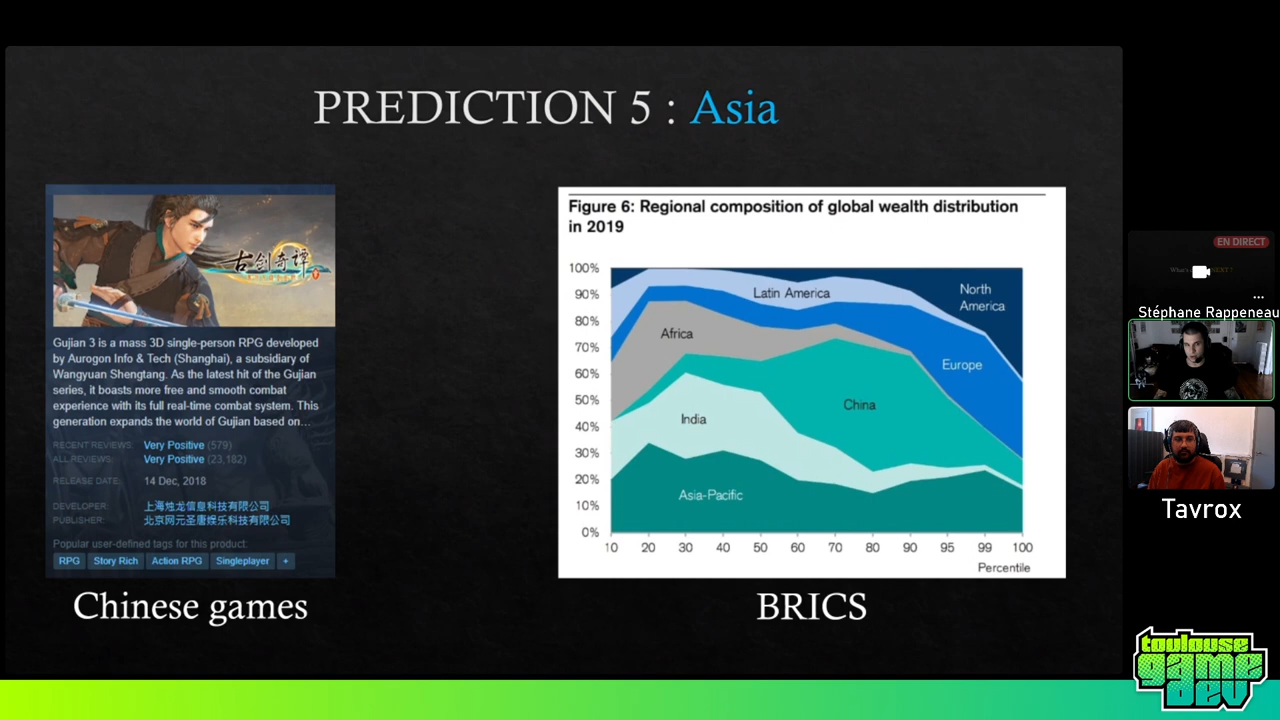 PREDICTION 5 : Asia
古剑奇谭
Gujian 3 is a mass 3D single-person RPG developed
by Aurogon Info & Tech (Shanghai), a subsidiary of
Wangyuan Shengtang. As the latest hit of the Gujian
series, it boasts more free and smooth combat
experience with its full real-time combat system. This
generation expands the world of Gujian based on...
RECENT REVIEWS: Very Positive (579)
ALL REVIEWS: Very Positive (23,182)
RELEASE DATE: 14 Dec, 2018
DEVELOPER: 上海烛龙信息科技有限公司
PUBLISHER: 北京网元圣唐娱乐科技有限公司
Popular user-defined tags for this product:
RPG Story Rich Action RPG Singleplayer +
Chinese games
Figure 6: Regional composition of global wealth distribution
in 2019
100%
90%
80%
70%
60%
50%
40%
30%
20%
10%
0%
North
America
Latin America
Africa
Europe
China
India
Asia-Pacific
10 20 30 40 50 60 70 80 90 95 99 100
Percentile
BRICS
EN DIRECT
...
Stéphane Rappeneau
Tavrox
toulouse
game
dev